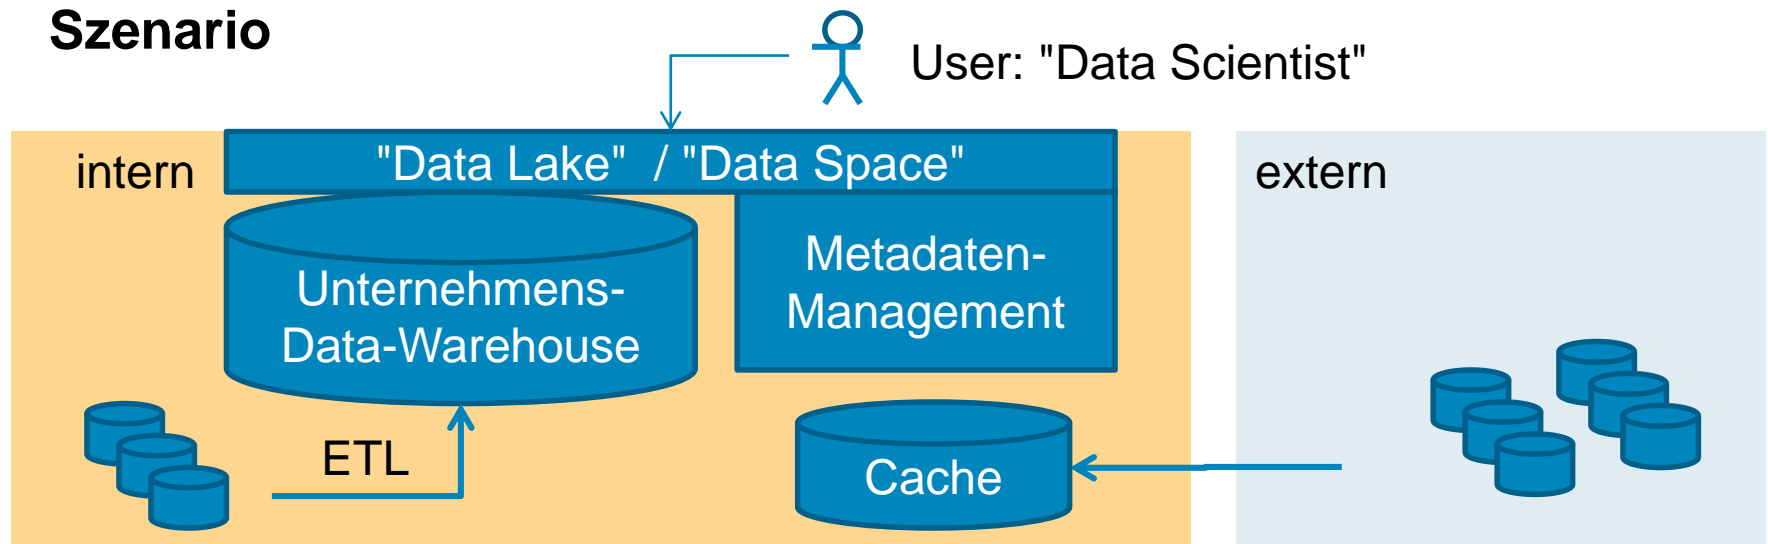 Szenario
User: "Data Scientist"
intern
"Data Lake" / "Data Space"
extern
Unternehmens-
Data-Warehouse
Metadaten-
Management
ETL
Cache